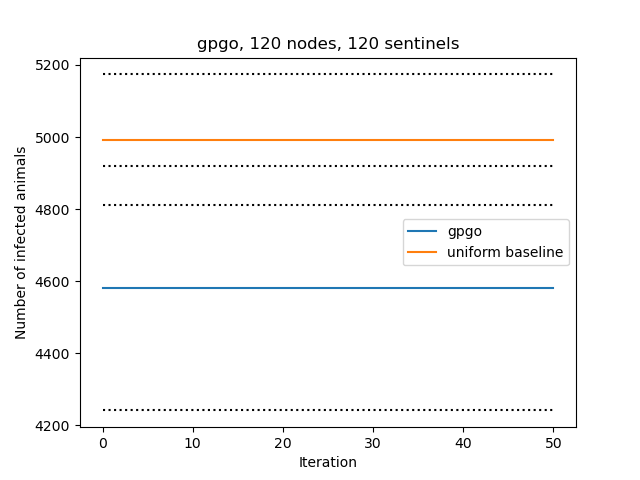 gpgo, 120 nodes, 120 sentinels
5200
5000
4800
4600
4400
4200
Number of infected animals
gpgo
uniform baseline
0 10 20 30 40 50
Iteration